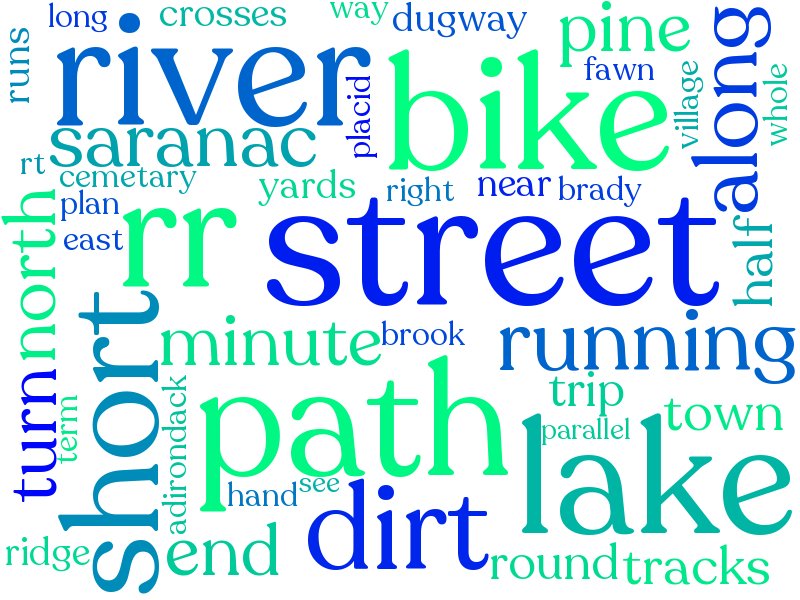 long
crosses
way
dugway
pine
runs
river
bike
fawn
along
saranac
placid
village
whole
rt
cemetary
yards
right
near
brady
plan
north
rr
street
east
half
short
minute
brook
running
turn
term
adirondack
path
trip
town
parallel
lake
hand
see
dirt
ridge
end
round
tracks